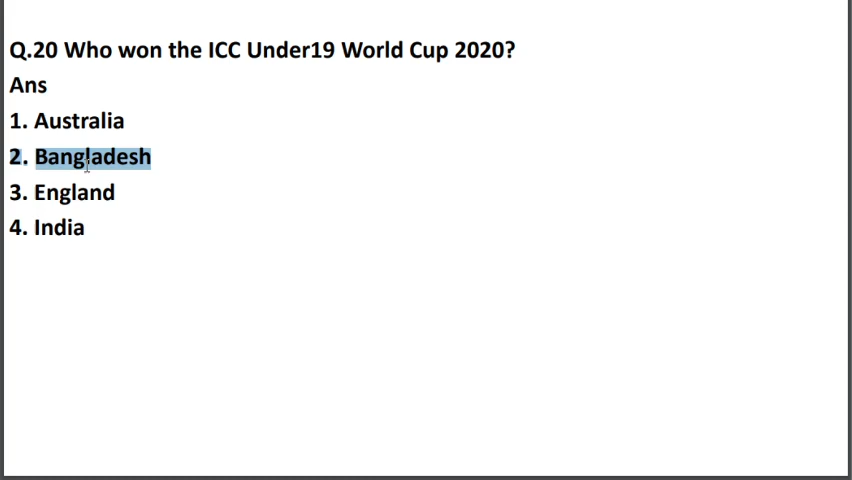 Q.20 Who won the ICC Under19 World Cup 2020?
Ans
1. Australia
2. Bangladesh
3. England
4. India